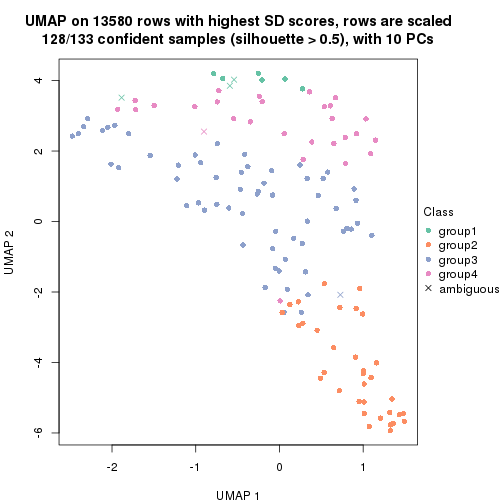 UMAP on 13580 rows with highest SD scores, rows are scaled
128/133 confident samples (silhouette > 0.5), with 10 PCs
4
2
0
-2
-4
-6
UMAP 2
-2
-1
0
1
UMAP 1
Class
group1
group2
group3
group4
ambiguous